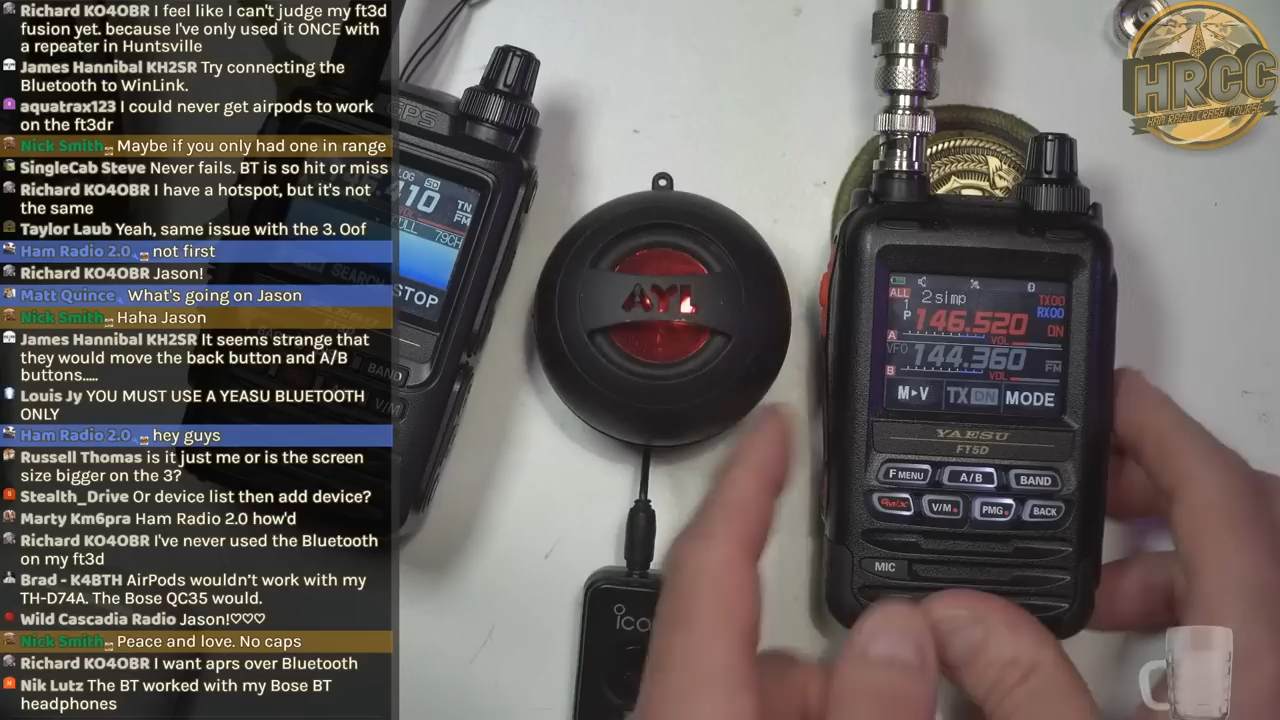 Richard KO4OBR I feel like I can't judge my ft3d
fusion yet. because I've only used it ONCE with
a repeater in Huntsville
James Hannibal KH2SR Try connecting the
Bluetooth to WinLink.
aquatrax123 I could never get airpods to work
on the ft3dr
Nick Smith Maybe if you only had one in range
SingleCab Steve Never fails. BT is so hit or miss
Richard KO4OBR I have a hotspot, but it's not
the same
Taylor Laub Yeah, same issue with the 3. Oof
Ham Radio 2.0 not first
Richard KO4OBR Jason!
Matt Quince What's going on Jason
Nick Smith Haha Jason
James Hannibal KH2SR It seems strange that
they would move the back button and A/B
buttons.....
Louis Jy YOU MUST USE A YEASU BLUETOOTH
ONLY
Ham Radio 2.0 hey guys
Russell Thomas is it just me or is the screen
size bigger on the 3?
Stealth_Drive Or device list then add device?
Marty Km6pra Ham Radio 2.0 how'd
Richard KO4OBR I've never used the Bluetooth
on my ft3d
Brad - K4BTH AirPods wouldn't work with my
TH-D74A. The Bose QC35 would.
Wild Cascadia Radio Jason!♡♡♡
Nick Smith Peace and love. No caps
Richard KO4OBR I want aprs over Bluetooth
Nik Lutz The BT worked with my Bose BT
headphones
GPS
LOG SD
410
TN
FM
79CH
SEARCH
STOP
BAND
V/M
AYL
ico
HRCC
HAM RADIO CRASH COURSE
ALL
1
P
2simp
TX00
RX00
146.520
ON
A
VOL
VFO
144.360
FM
B
VOL
M▶V
TX DN
MODE
YAESU
FT5D
F MENU
A/B
BAND
V/M
PMG
BACK
MIC